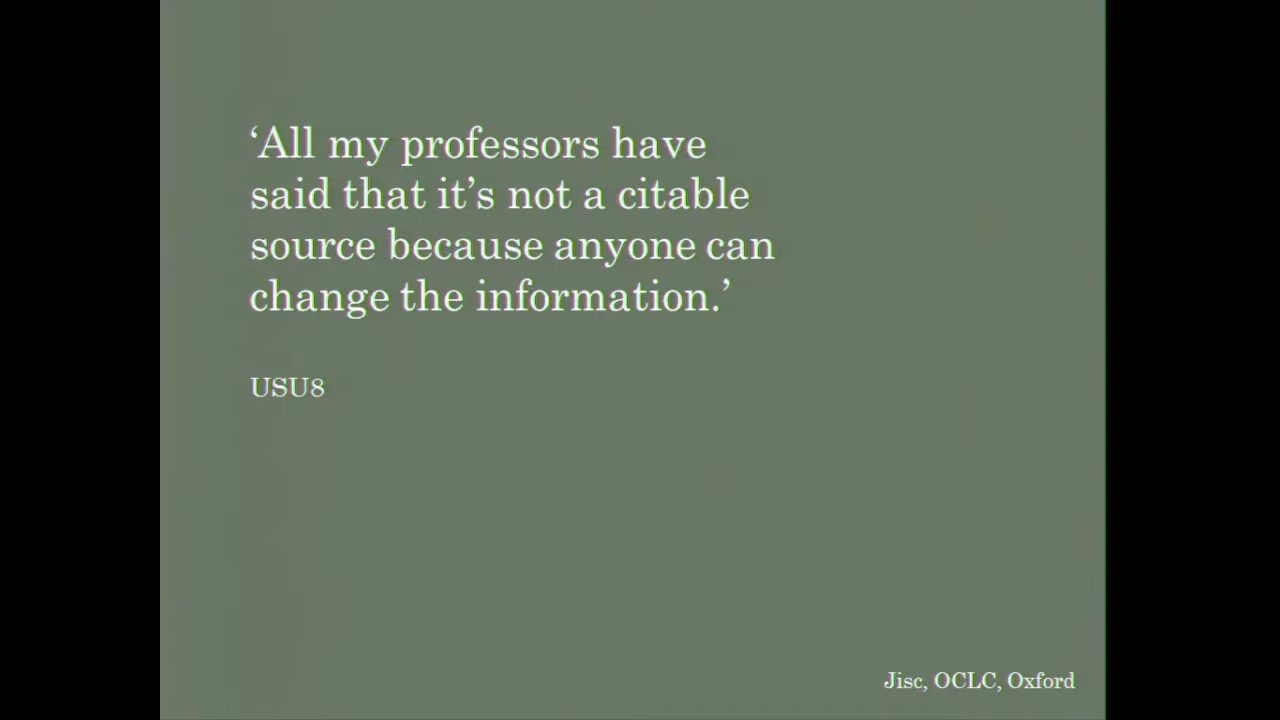 ‘All my professors have
said that it’s not a citable
source because anyone can
change the information.’
USU8
Jisc, OCLC, Oxford